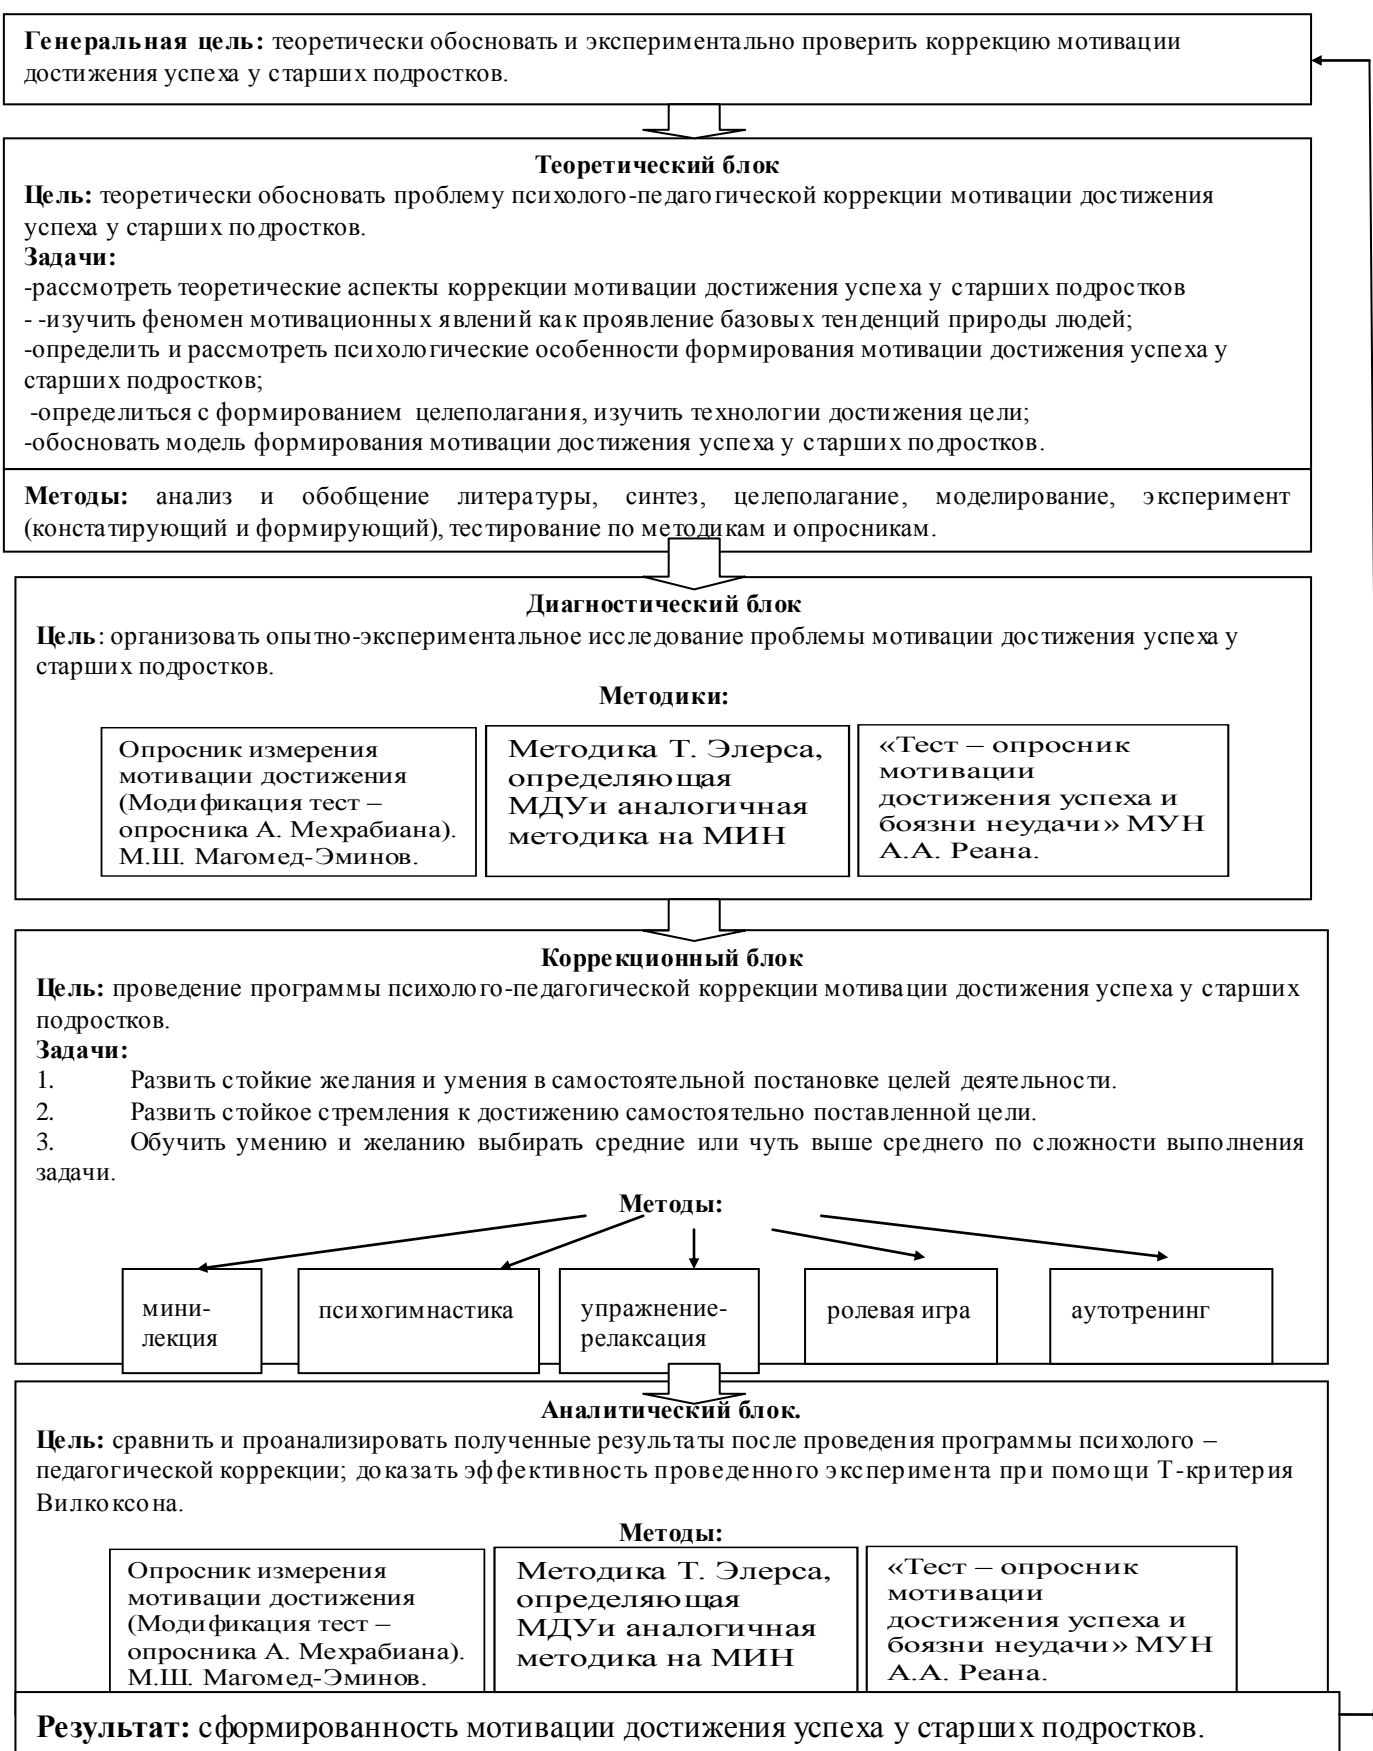 Генеральная цель: теоретически обосновать и экспериментально проверить коррекцию мотивации
достижения успеха у старших подростков.
Теоретический блок
Цель: теоретически обосновать проблему психолого-педагогической коррекции мотивации достижения
успеха у старших подростков.
Задачи:
-рассмотреть теоретические аспекты коррекции мотивации достижения успеха у старших подростков
- -изучить феномен мотивационных явлений как проявление базовых тенденций природы людей;
-определить и рассмотреть психологические особенности формирования мотивации достижения успеха у
старших подростков;
-определиться с формированием целеполагания, изучить технологии достижения цели;
-обосновать модель формирования мотивации достижения успеха у старших подростков.
Методы: анализ и обобщение литературы, синтез, целеполагание, моделирование, эксперимент
(констатирующий и формирующий), тестирование по методикам и опросникам.
Диагностический блок
Цель: организовать опытно-экспериментальное исследование проблемы мотивации достижения успеха у
старших подростков.
Методики:
Опросник измерения
мотивации достижения
(Модификация тест –
опросника А. Мехрабиана).
М.Ш. Магомед-Эминов.
Методика Т. Элерса,
определяющая
МДУи аналогичная
методика на МИН
«Тест – опросник
мотивации
достижения успеха и
боязни неудачи» МУН
А.А. Реана.
Коррекционный блок
Цель: проведение программы психолого-педагогической коррекции мотивации достижения успеха у старших
подростков.
Задачи:
1. Развить стойкие желания и умения в самостоятельной постановке целей деятельности.
2. Развить стойкое стремления к достижению самостоятельно поставленной цели.
3. Обучить умению и желанию выбирать средние или чуть выше среднего по сложности выполнения
задачи.
Методы:
мини-
лекция
психогимнастика
упражнение-
релаксация
ролевая игра
аутотренинг
Аналитический блок.
Цель: сравнить и проанализировать полученные результаты после проведения программы психолого –
педагогической коррекции; доказать эффективность проведенного эксперимента при помощи Т-критерия
Вилкоксона.
Методы:
Опросник измерения
мотивации достижения
(Модификация тест –
опросника А. Мехрабиана).
М.Ш. Магомед-Эминов.
Методика Т. Элерса,
определяющая
МДУи аналогичная
методика на МИН
«Тест – опросник
мотивации
достижения успеха и
боязни неудачи» МУН
А.А. Реана.
Результат: сформированность мотивации достижения успеха у старших подростков.